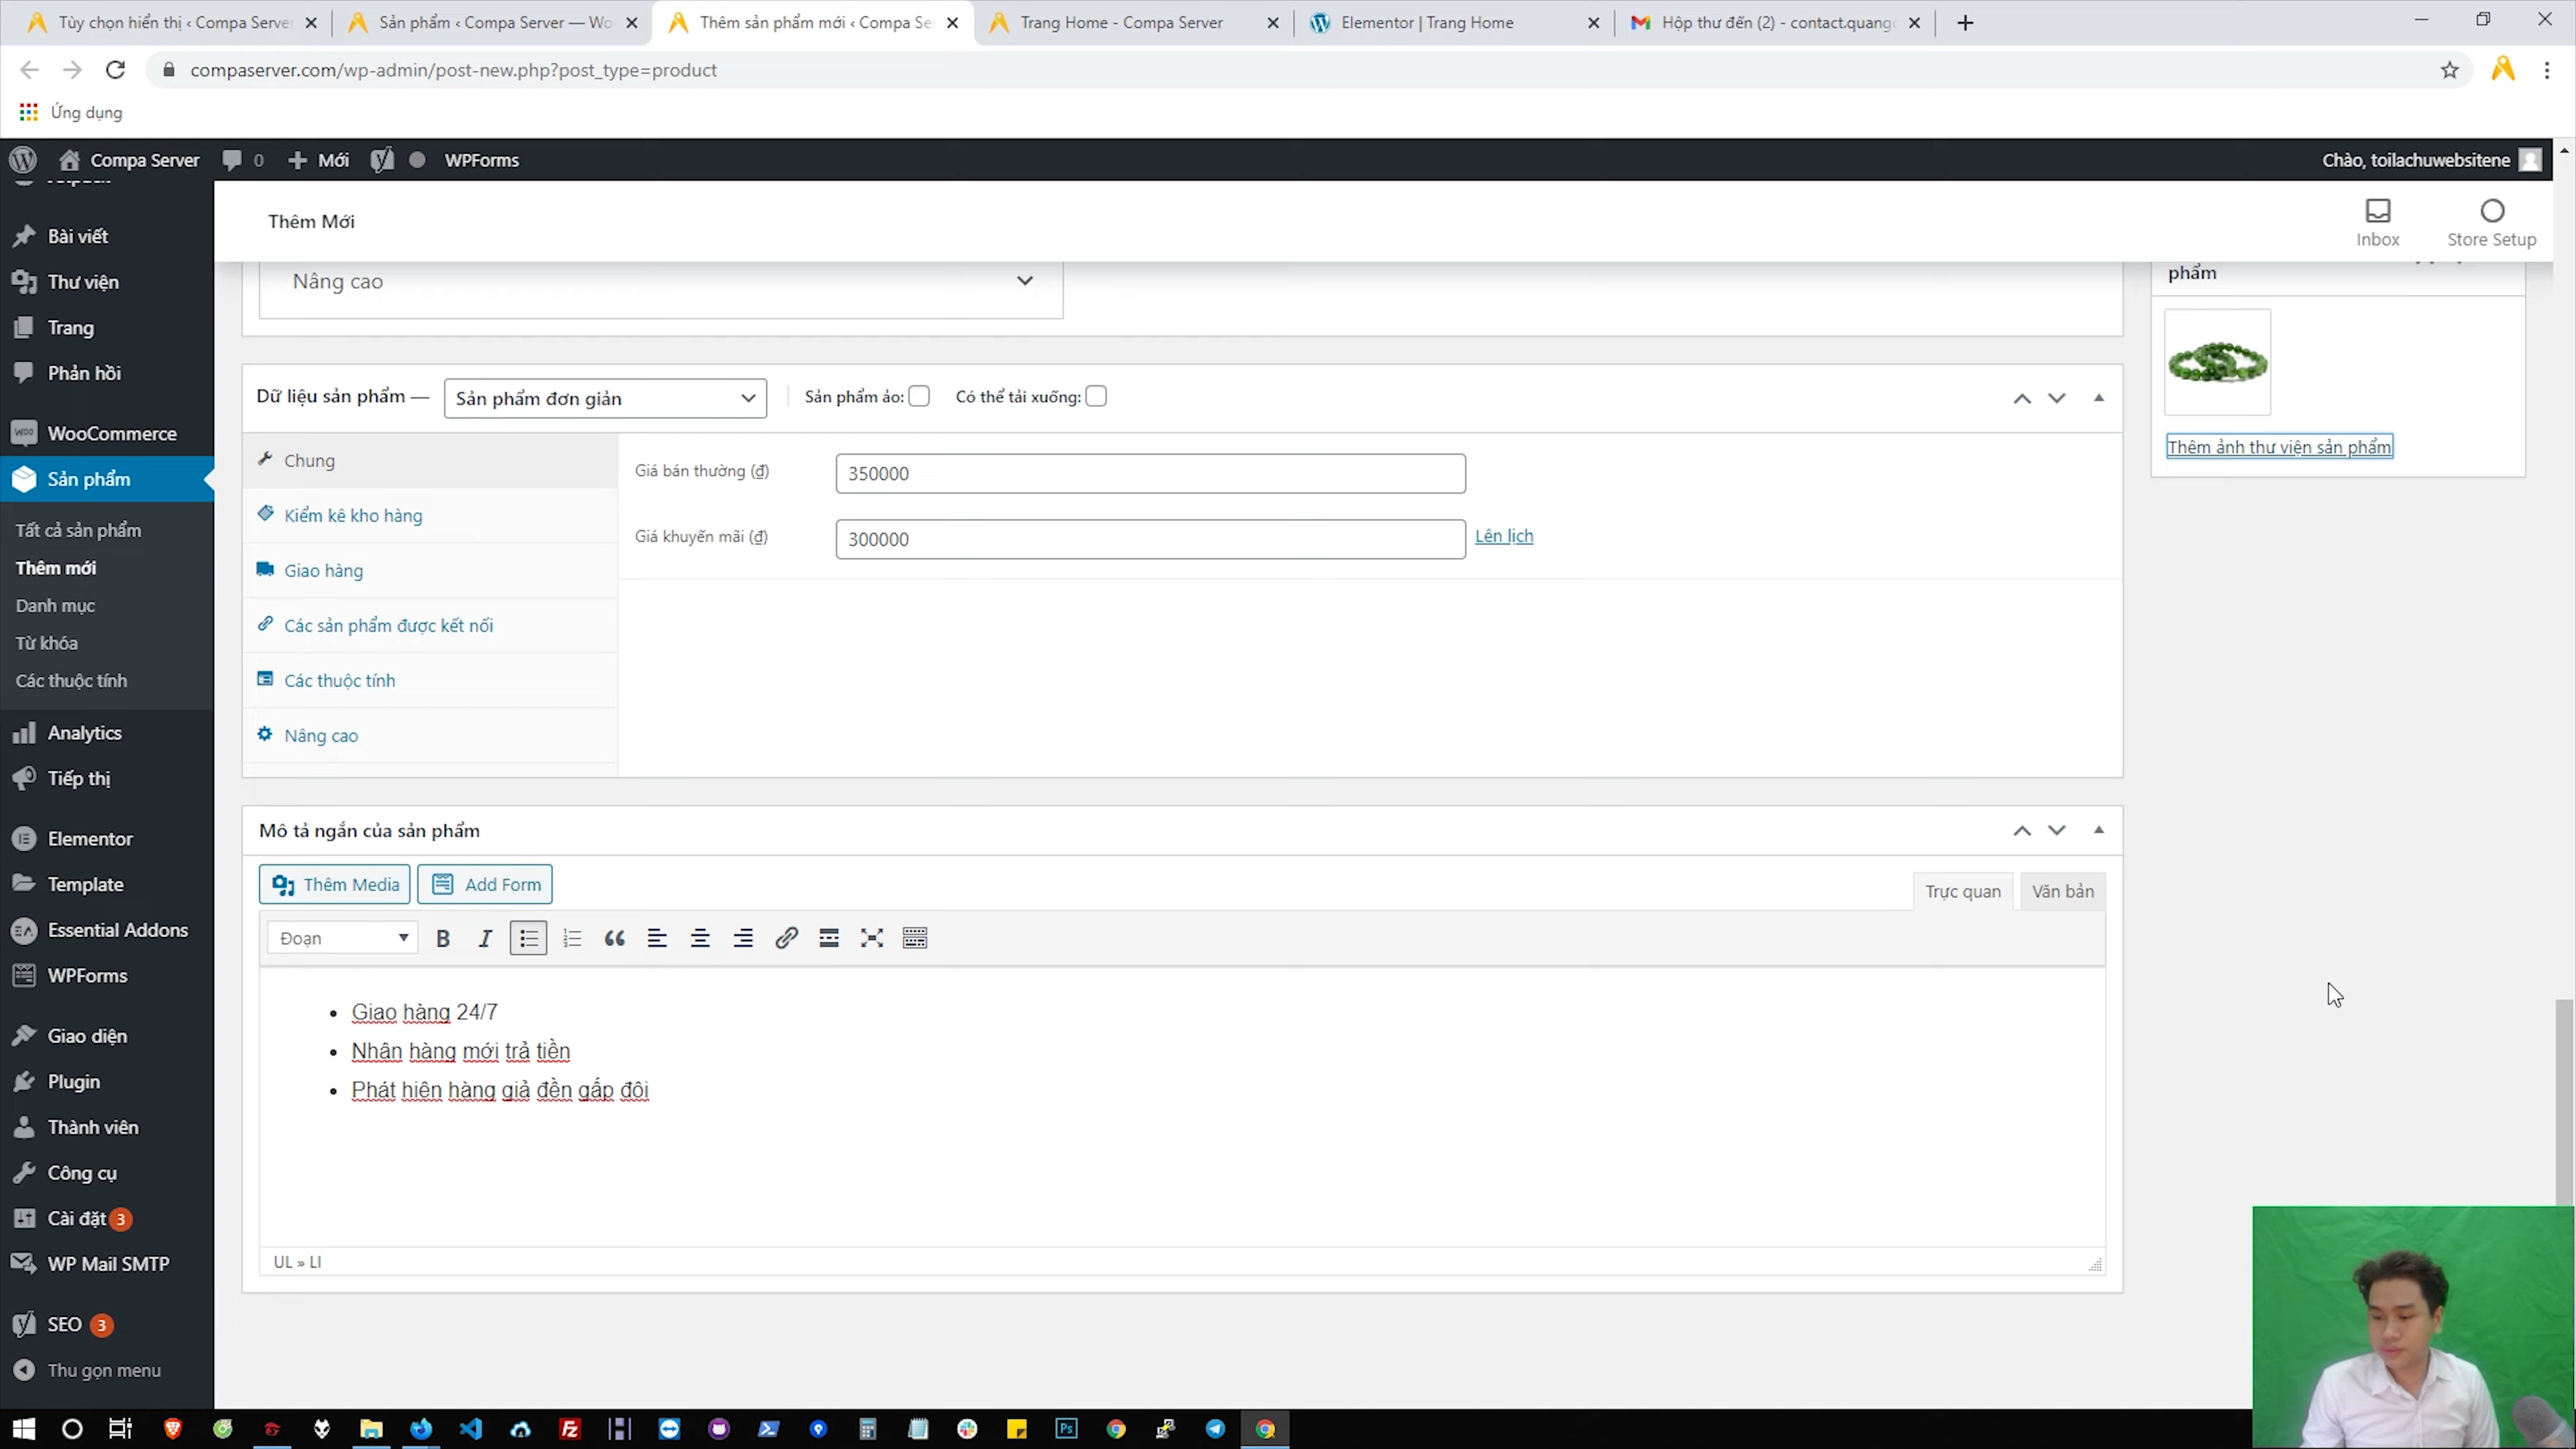 Tùy chọn hiển thị ‹ Compa Server
Sản phẩm ‹ Compa Server — Wo
Thêm sản phẩm mới ‹ Compa Se
Trang Home - Compa Server
Elementor | Trang Home
Hộp thư đến (2) - contact.quang
compaserver.com/wp-admin/post-new.php?post_type=product
Ứng dụng
Compa Server
0
Mới
WPForms
Chào, toilachuwebsitene
Thêm Mới
Inbox
Store Setup
Bài viết
Thư viện
Trang
Phản hồi
WooCommerce
Sản phẩm
Tất cả sản phẩm
Thêm mới
Danh mục
Từ khóa
Các thuộc tính
Analytics
Tiếp thị
Elementor
Template
Essential Addons
WPForms
Giao diện
Plugin
Thành viên
Công cụ
Cài đặt 3
WP Mail SMTP
SEO 3
Thu gọn menu
Nâng cao
phẩm
Thêm ảnh thư viện sản phẩm
Dữ liệu sản phẩm — Sản phẩm đơn giản
Sản phẩm ảo:
Có thể tải xuống:
Chung
Kiểm kê kho hàng
Giao hàng
Các sản phẩm được kết nối
Các thuộc tính
Nâng cao
Giá bán thường (₫) 350000
Giá khuyến mãi (₫) 300000 Lên lịch
Mô tả ngắn của sản phẩm
Thêm Media
Add Form
Trực quan
Văn bản
Đoạn
Giao hàng 24/7
Nhân hàng mới trả tiền
Phát hiên hàng giả đền gấp đôi
UL » LI